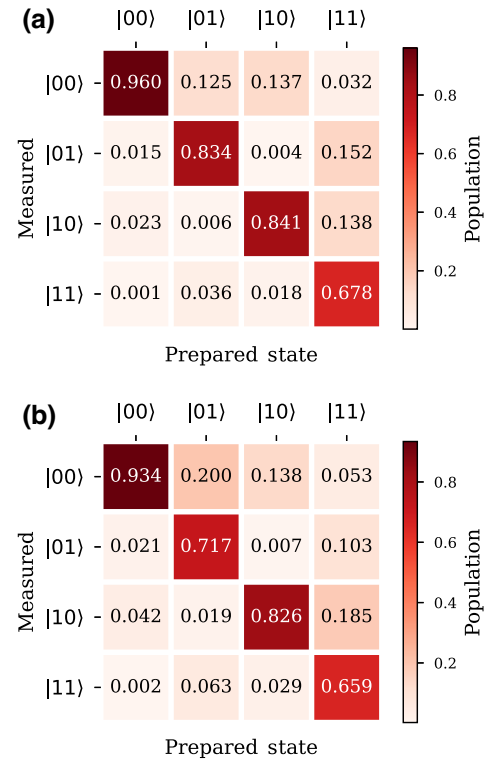 (a)
|00⟩ |01⟩ |10⟩ |11⟩
|00⟩ 0.960 0.125 0.137 0.032
|01⟩ 0.015 0.834 0.004 0.152
|10⟩ 0.023 0.006 0.841 0.138
|11⟩ 0.001 0.036 0.018 0.678
Measured
Prepared state
0.8
0.6
0.4
0.2
Population
(b)
|00⟩ |01⟩ |10⟩ |11⟩
|00⟩ 0.934 0.200 0.138 0.053
|01⟩ 0.021 0.717 0.007 0.103
|10⟩ 0.042 0.019 0.826 0.185
|11⟩ 0.002 0.063 0.029 0.659
Measured
Prepared state
0.8
0.6
0.4
0.2
Population